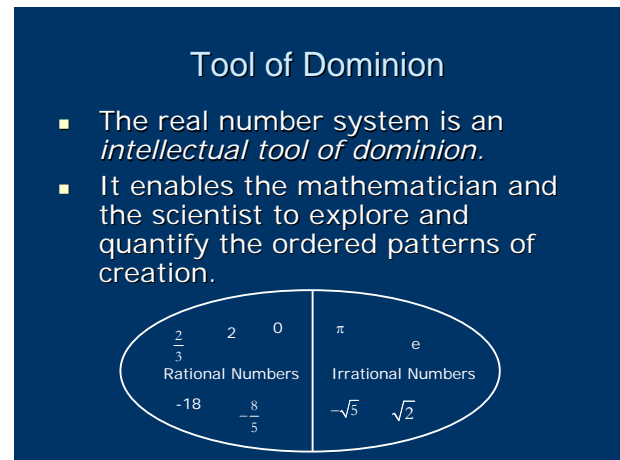 Tool of Dominion
▪ The real number system is an
intellectual tool of dominion.
▪ It enables the mathematician and
the scientist to explore and
quantify the ordered patterns of
creation.
2/3 2 0 π e
Rational Numbers Irrational Numbers
-18 -8/5 -√5 √2